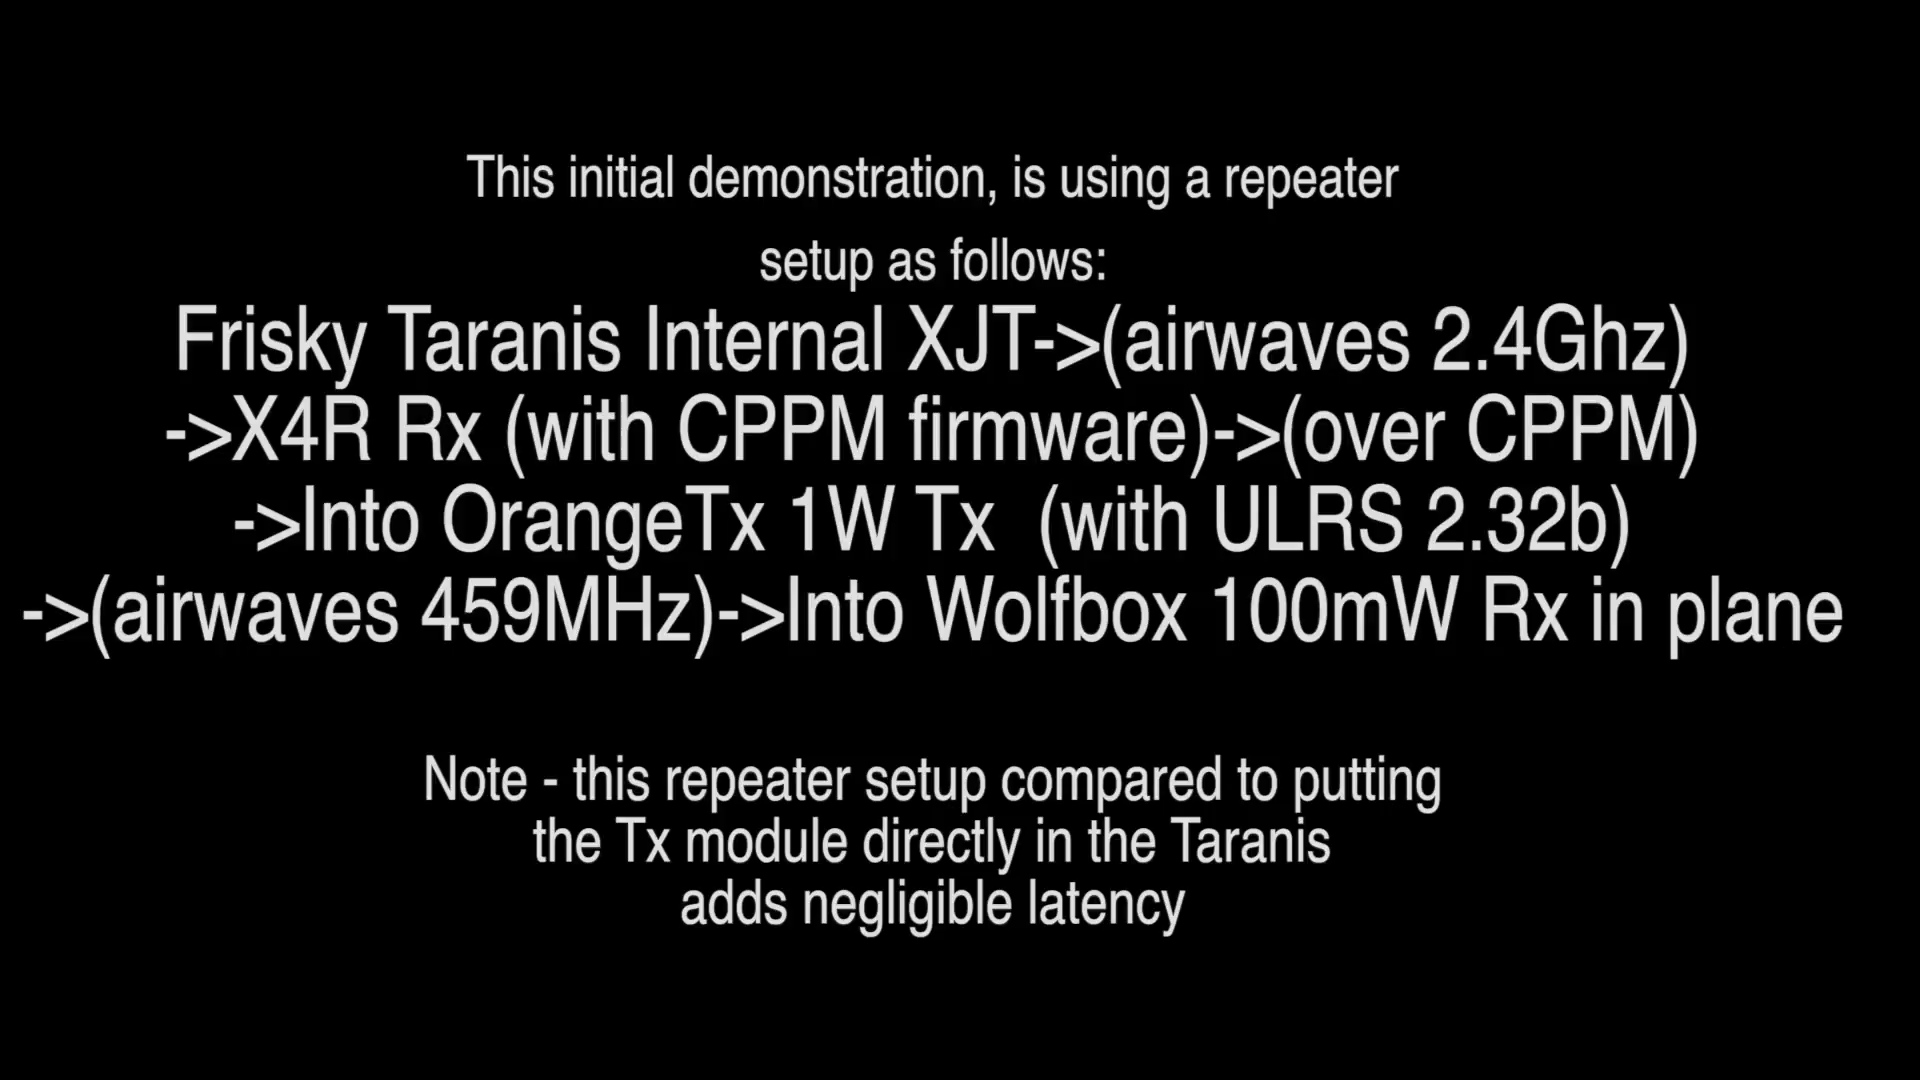 This initial demonstration, is using a repeater
setup as follows:
Frisky Taranis Internal XJT->(airwaves 2.4Ghz)
->X4R Rx (with CPPM firmware)->(over CPPM)
->Into OrangeTx 1W Tx  (with ULRS 2.32b)
->(airwaves 459MHz)->Into Wolfbox 100mW Rx in plane
Note - this repeater setup compared to putting
the Tx module directly in the Taranis
adds negligible latency